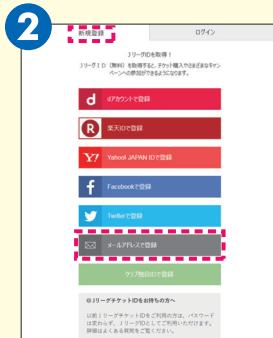 2
新規登録
ログイン
JリーグIDを取得！
JリーグID（無料）を取得すると、チケット購入やさまざまなキャン
ペーンへの参加ができるようになります。
d dアカウントで登録
R 楽天IDで登録
Y! Yahoo! JAPAN IDで登録
f Facebookで登録
Twitterで登録
メールアドレスで登録
クラブ独自IDで登録
◎JリーグチケットIDをお持ちの方へ
以前JリーグチケットIDをご利用の方は、パスワード
は変わらず、JリーグIDとしてご利用いただけます。
詳細はよくある質問をご覧ください。